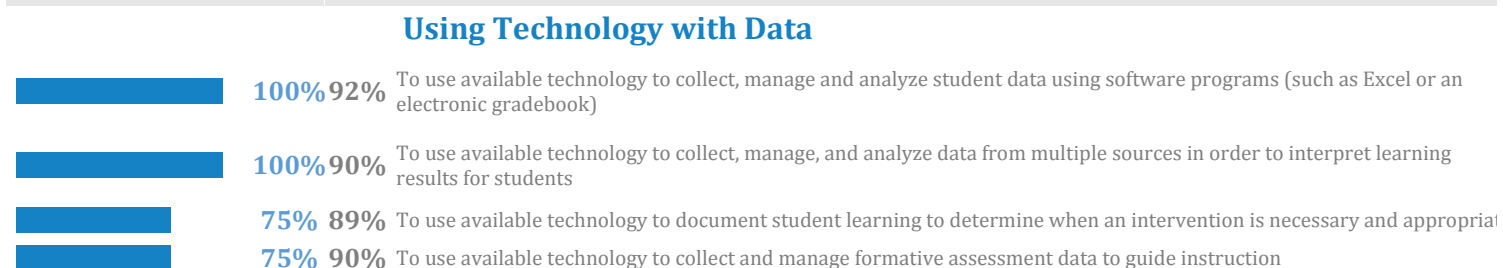 Using Technology with Data
100% 92% To use available technology to collect, manage and analyze student data using software programs (such as Excel or an
electronic gradebook)
100% 90% To use available technology to collect, manage, and analyze data from multiple sources in order to interpret learning
results for students
75% 89% To use available technology to document student learning to determine when an intervention is necessary and appropriat
75% 90% To use available technology to collect and manage formative assessment data to guide instruction